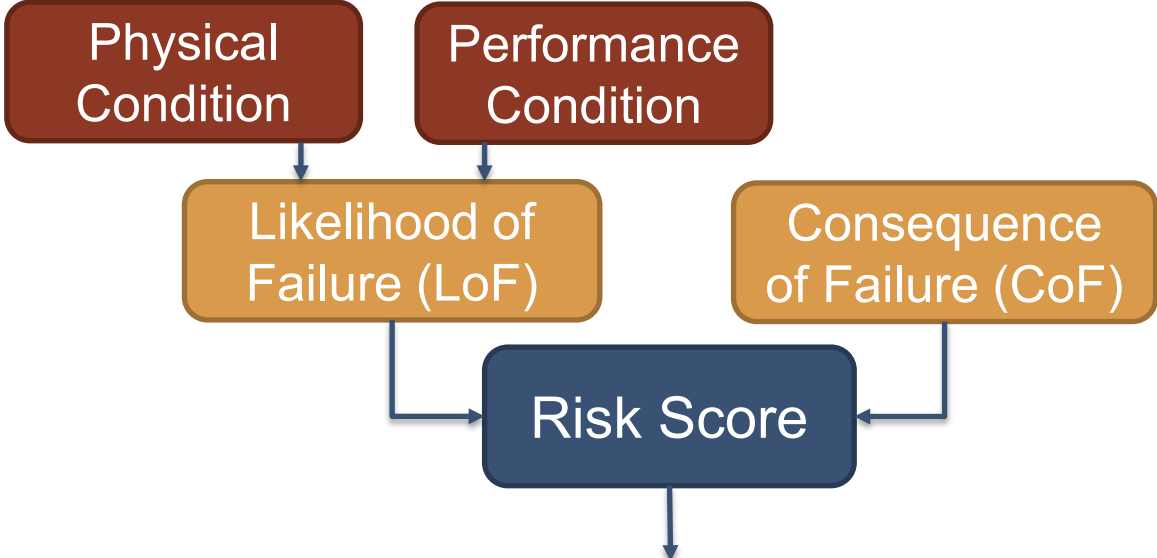 Physical
Condition
Performance
Condition
Likelihood of
Failure (LoF)
Consequence
of Failure (CoF)
Risk Score